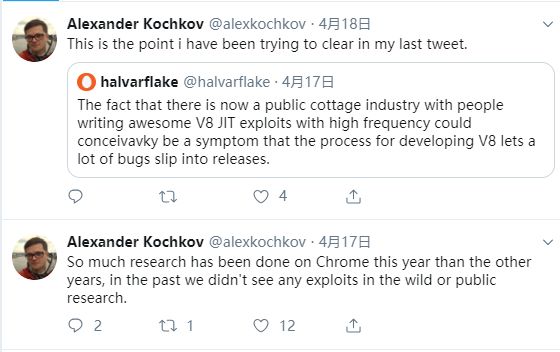 Alexander Kochkov @alexkochkov · 4月18日
This is the point i have been trying to clear in my last tweet.
halvarflake @halvarflake · 4月17日
The fact that there is now a public cottage industry with people
writing awesome V8 JIT exploits with high frequency could
conceivavky be a symptom that the process for developing V8 lets a
lot of bugs slip into releases.
4
Alexander Kochkov @alexkochkov · 4月17日
So much research has been done on Chrome this year than the other
years, in the past we didn't see any exploits in the wild or public
research.
2 1 12